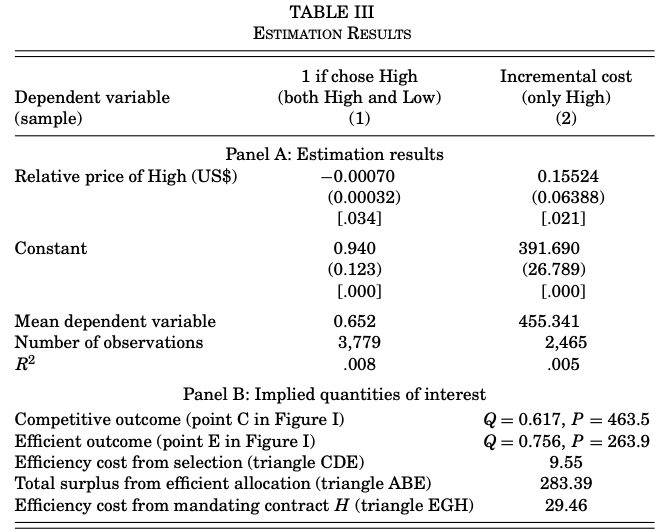 TABLE III
ESTIMATION RESULTS
Dependent variable (sample) 1 if chose High (both High and Low) (1) Incremental cost (only High) (2)
Panel A: Estimation results
Relative price of High (US$) −0.00070 0.15524
(0.00032) (0.06388)
[.034] [.021]
Constant 0.940 391.690
(0.123) (26.789)
[.000] [.000]
Mean dependent variable 0.652 455.341
Number of observations 3,779 2,465
R² .008 .005
Panel B: Implied quantities of interest
Competitive outcome (point C in Figure I) Q = 0.617, P = 463.5
Efficient outcome (point E in Figure I) Q = 0.756, P = 263.9
Efficiency cost from selection (triangle CDE) 9.55
Total surplus from efficient allocation (triangle ABE) 283.39
Efficiency cost from mandating contract H (triangle EGH) 29.46